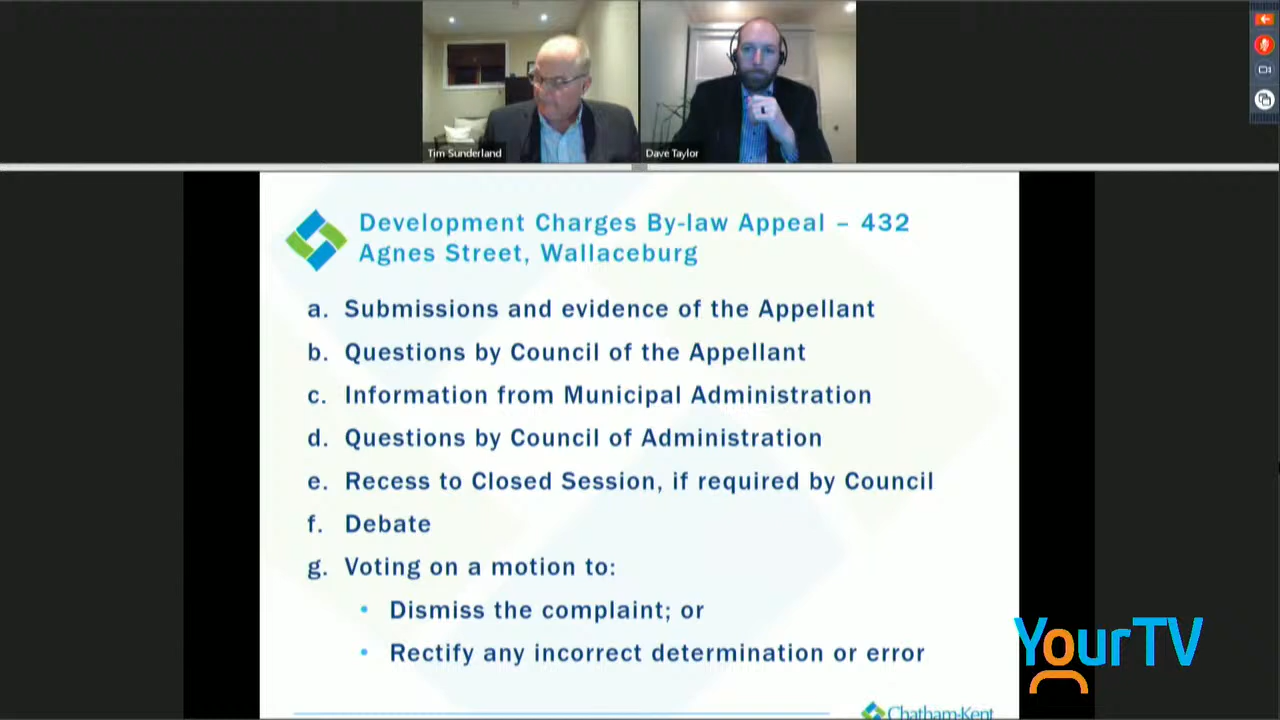 Tim Sunderland
Dave Taylor
Development Charges By-law Appeal – 432
Agnes Street, Wallaceburg
a. Submissions and evidence of the Appellant
b. Questions by Council of the Appellant
c. Information from Municipal Administration
d. Questions by Council of Administration
e. Recess to Closed Session, if required by Council
f. Debate
g. Voting on a motion to:
• Dismiss the complaint; or
• Rectify any incorrect determination or error
YourTV
Chatham-Kent